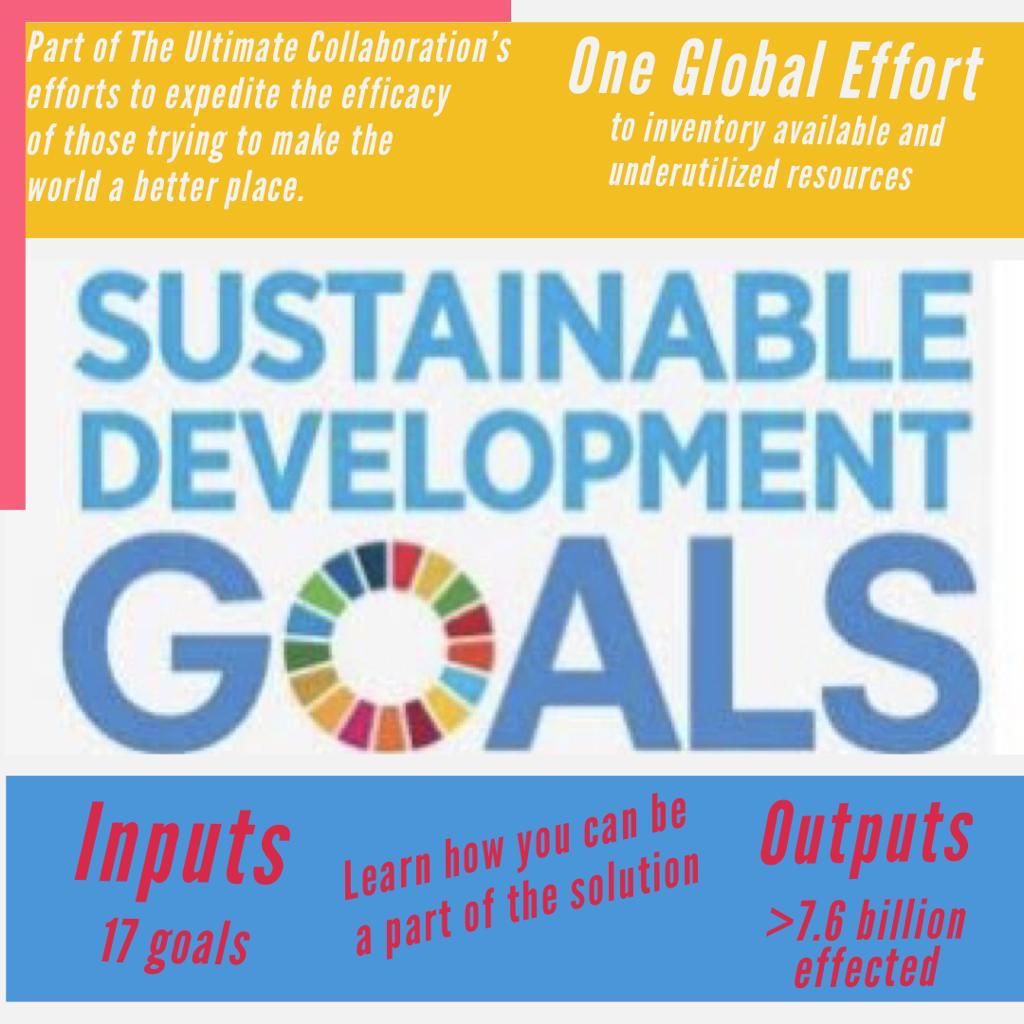 Part of The Ultimate Collaboration's
efforts to expedite the efficacy
of those trying to make the
world a better place.
One Global Effort
to inventory available and
underutilized resources
SUSTAINABLE
DEVELOPMENT
GOALS
Inputs
17 goals
Learn how you can be
a part of the solution
Outputs
>7.6 billion
effected